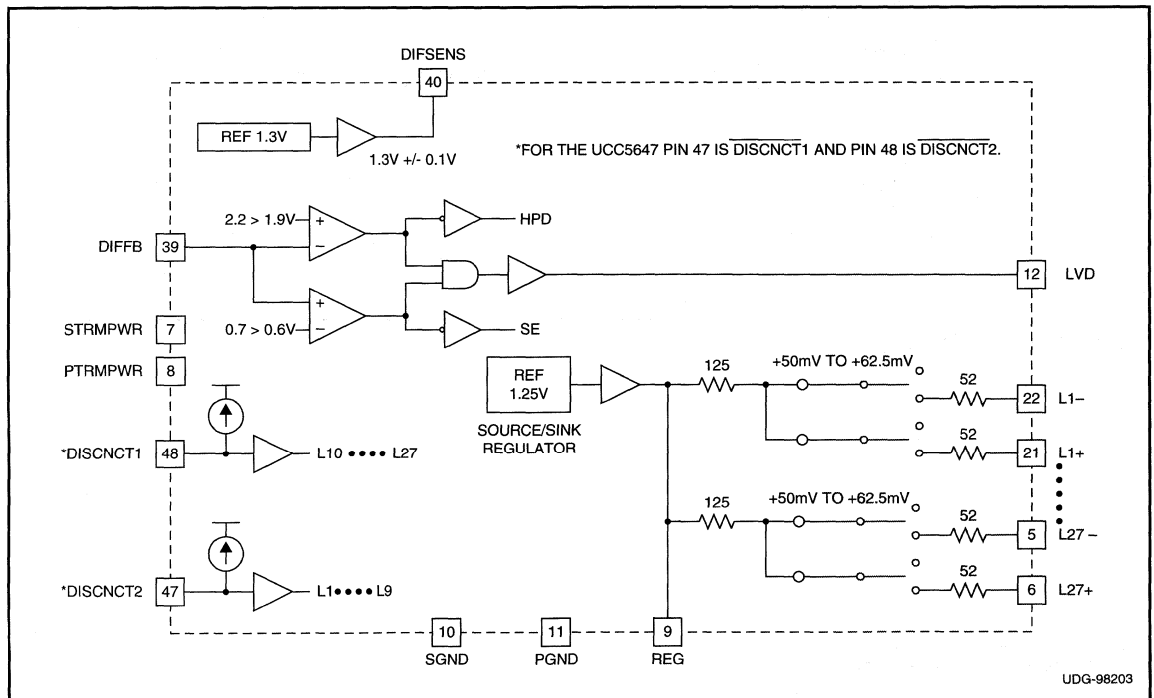 DIFSENS
40
REF 1.3V
1.3V +/- 0.1V
*FOR THE UCC5647 PIN 47 IS DISCNCT1 AND PIN 48 IS DISCNCT2.
2.2 > 1.9V
+
−
HPD
DIFFB
39
12
LVD
+
−
0.7 > 0.6V
SE
STRMPWR
7
PTRMPWR
8
REF
1.25V
SOURCE/SINK
REGULATOR
125
+50mV TO +62.5mV
52
22
L1−
52
21
L1+
*DISCNCT1
48
L10 •••• L27
125
+50mV TO +62.5mV
52
5
L27 −
52
6
L27+
*DISCNCT2
47
L1 •••• L9
10
SGND
11
PGND
9
REG
UDG-98203